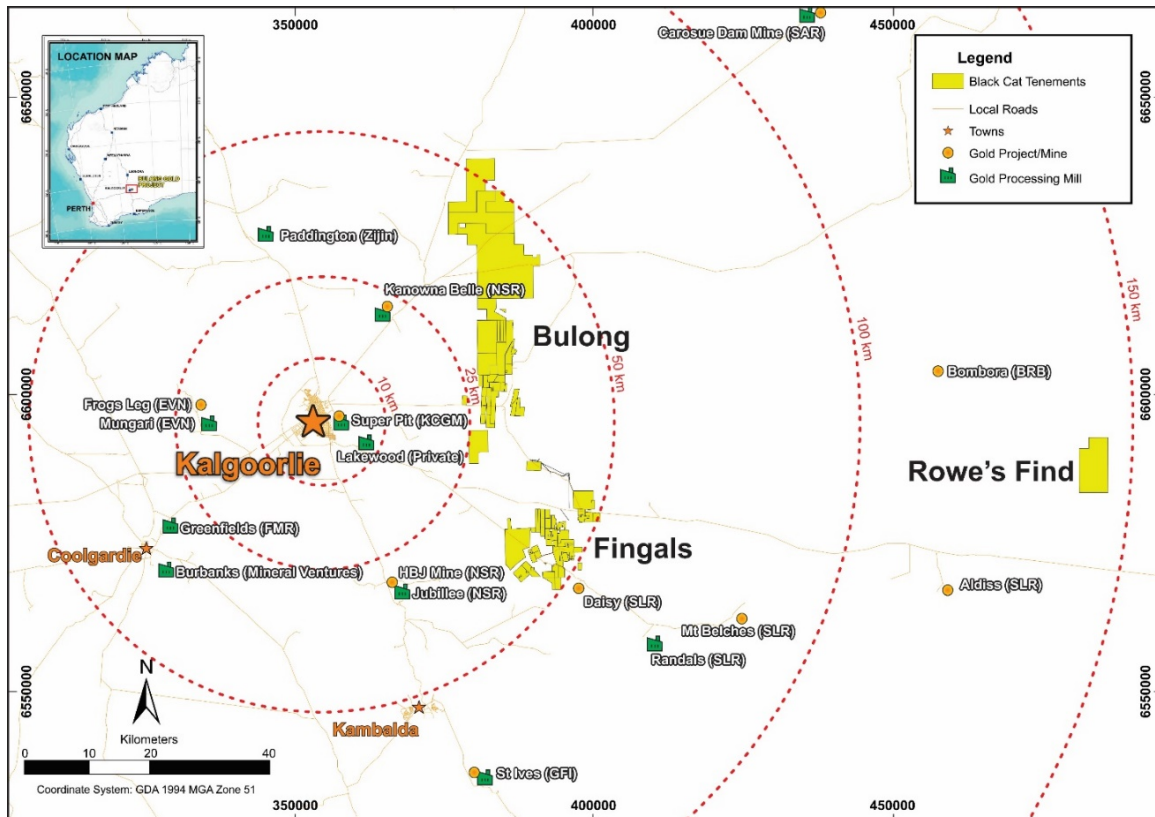 350000
400000
450000
Carosue Dam Mine (SAR)
LOCATION MAP
BULONG GOLD
PROJECT
PERTH
Legend
Black Cat Tenements
Local Roads
Towns
Gold Project/Mine
Gold Processing Mill
6650000
6650000
Paddington (Zijin)
Kanowna Belle (NSR)
Bulong
150 km
100 km
50 km
25 km
10 km
Bombora (BRB)
6600000
6600000
Frogs Leg (EVN)
Mungari (EVN)
Super Pit (KCGM)
Lakewood (Private)
Kalgoorlie
Rowe's Find
Greenfields (FMR)
Coolgardie
Fingals
Burbanks (Mineral Ventures)
HBJ Mine (NSR)
Jubillee (NSR)
Daisy (SLR)
Aldiss (SLR)
Mt Belches (SLR)
Randals (SLR)
6550000
6550000
N
Kambalda
Kilometers
0 10 20 40
St Ives (GFI)
Coordinate System: GDA 1994 MGA Zone 51
350000
400000
450000